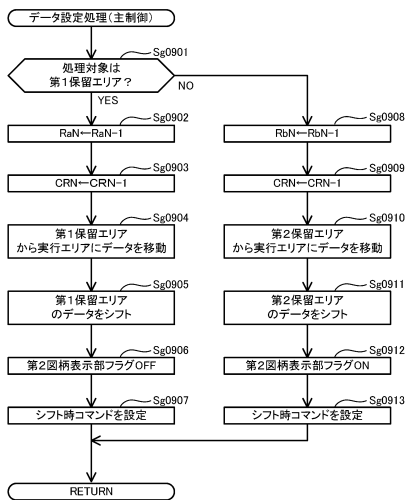 データ設定処理(主制御)
Sg0901
処理対象は
第1保留エリア?
YES
NO
Sg0902
RaN←RaN-1
Sg0903
CRN←CRN-1
Sg0904
第1保留エリア
から実行エリアにデータを移動
Sg0905
第1保留エリア
のデータをシフト
Sg0906
第2図柄表示部フラグOFF
Sg0907
シフト時コマンドを設定
Sg0908
RbN←RbN-1
Sg0909
CRN←CRN-1
Sg0910
第2保留エリア
から実行エリアにデータを移動
Sg0911
第2保留エリア
のデータをシフト
Sg0912
第2図柄表示部フラグON
Sg0913
シフト時コマンドを設定
RETURN